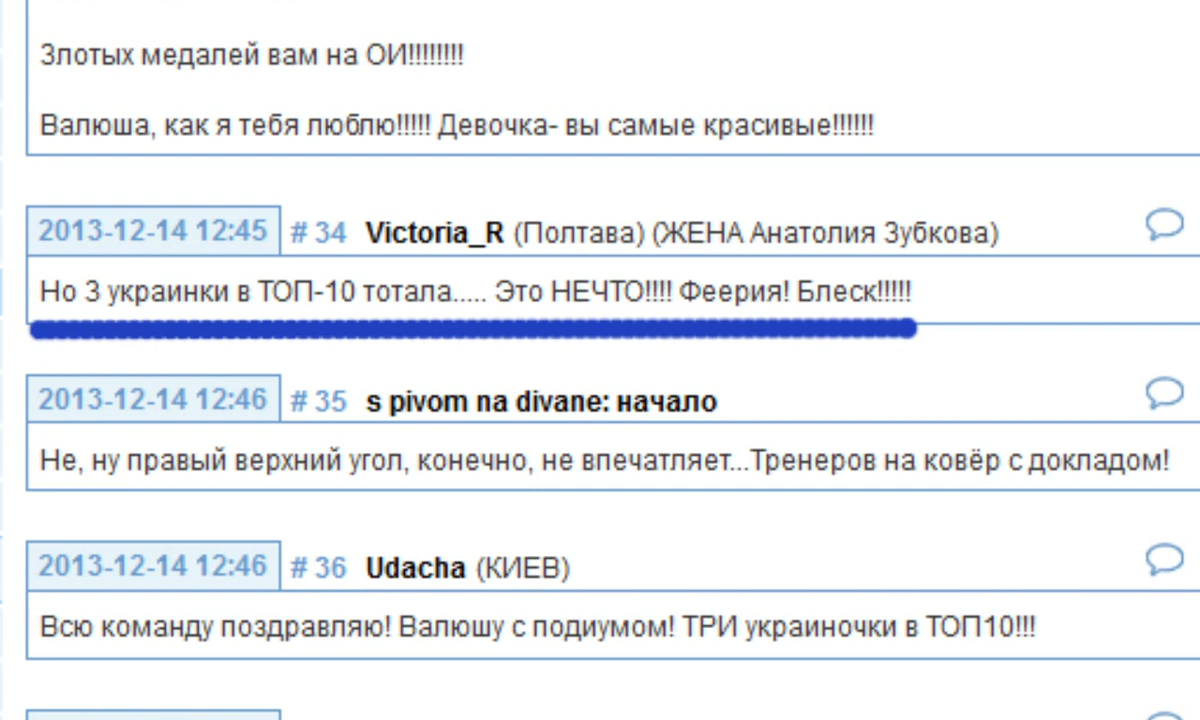 Злотых медалей вам на ОИ!!!!!!!!
Валюша, как я тебя люблю!!!!! Девочка- вы самые красивые!!!!!!
2013-12-14 12:45 # 34 Victoria_R (Полтава) (ЖЕНА Анатолия Зубкова)
Но 3 украинки в ТОП-10 тотала..... Это НЕЧТО!!!! Феерия! Блеск!!!!!
2013-12-14 12:46 # 35 s pivom na divane: начало
Не, ну правый верхний угол, конечно, не впечатляет...Тренеров на ковёр с докладом!
2013-12-14 12:46 # 36 Udacha (КИЕВ)
Всю команду поздравляю! Валюшу с подиумом! ТРИ украиночки в ТОП10!!!